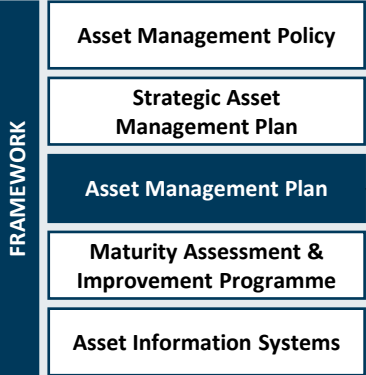 FRAMEWORK
Asset Management Policy
Strategic Asset
Management Plan
Asset Management Plan
Maturity Assessment &
Improvement Programme
Asset Information Systems